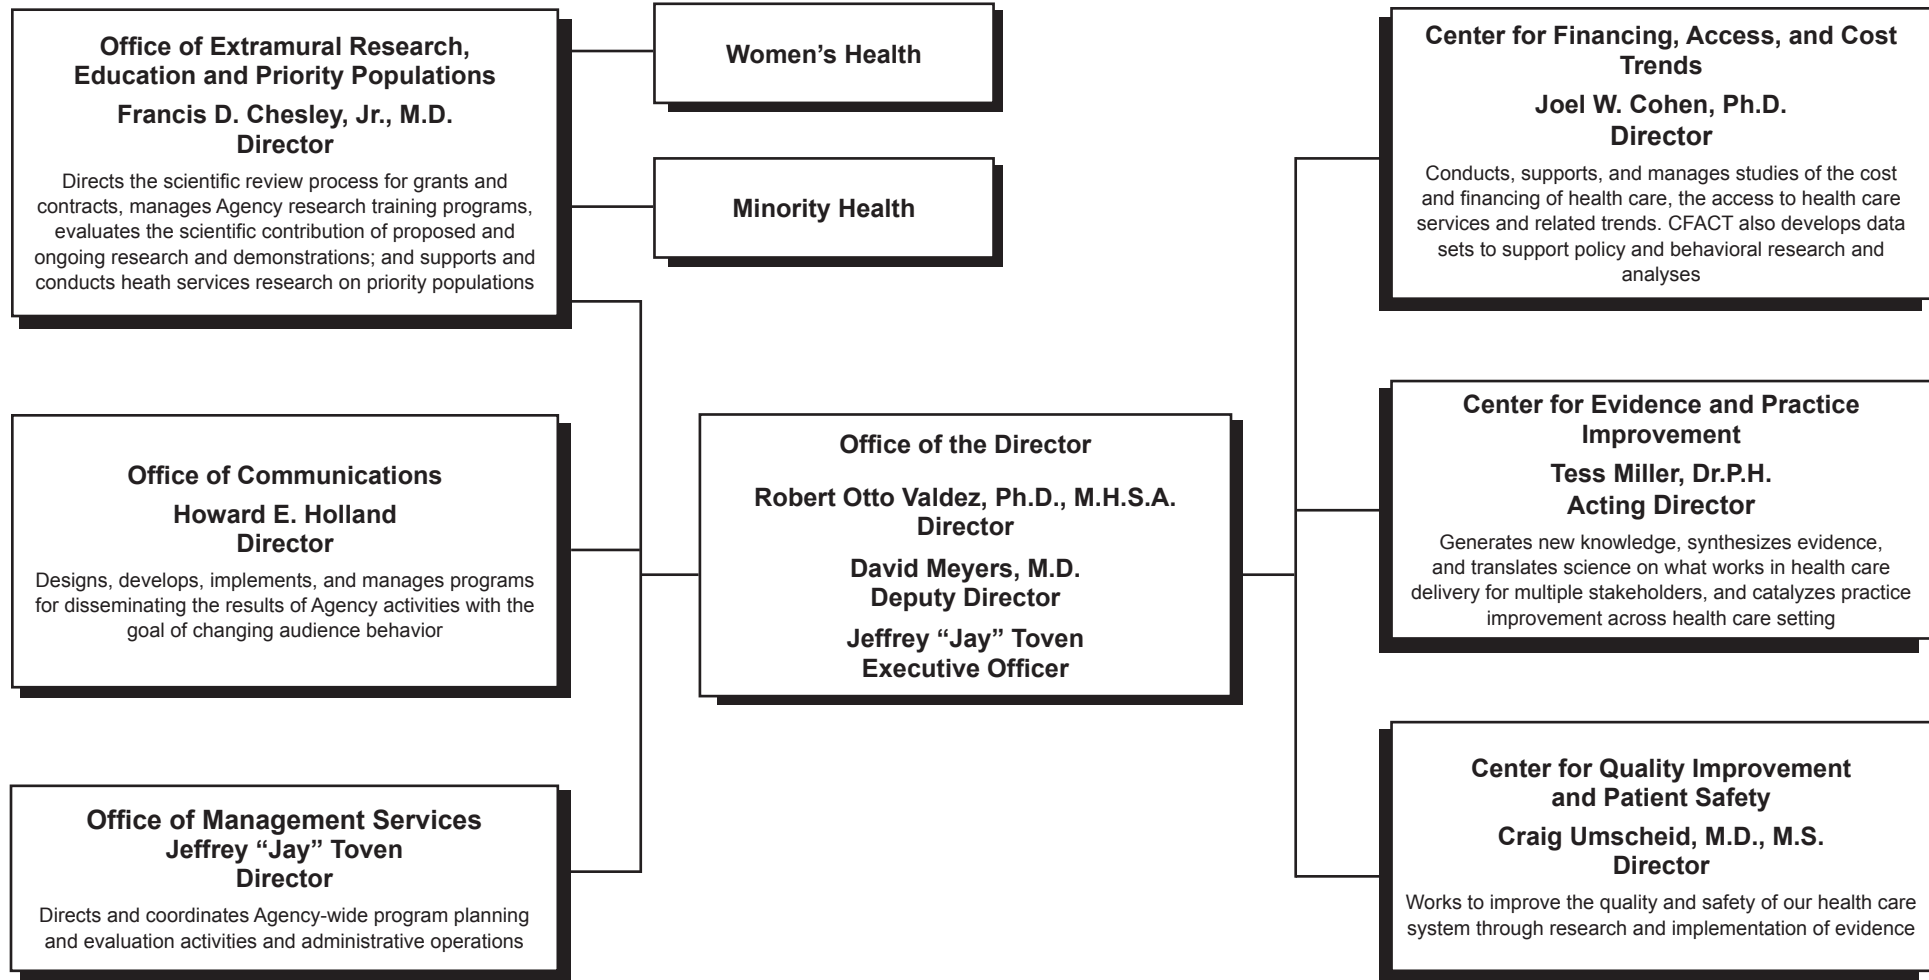 Office of Extramural Research,
Education and Priority Populations
Francis D. Chesley, Jr., M.D.
Director
Directs the scientific review process for grants and
contracts, manages Agency research training programs,
evaluates the scientific contribution of proposed and
ongoing research and demonstrations; and supports and
conducts heath services research on priority populations
Women’s Health
Minority Health
Office of Communications
Howard E. Holland
Director
Designs, develops, implements, and manages programs
for disseminating the results of Agency activities with the
goal of changing audience behavior
Office of Management Services
Jeffrey “Jay” Toven
Director
Directs and coordinates Agency-wide program planning
and evaluation activities and administrative operations
Office of the Director
Robert Otto Valdez, Ph.D., M.H.S.A.
Director
David Meyers, M.D.
Deputy Director
Jeffrey “Jay” Toven
Executive Officer
Center for Financing, Access, and Cost
Trends
Joel W. Cohen, Ph.D.
Director
Conducts, supports, and manages studies of the cost
and financing of health care, the access to health care
services and related trends. CFACT also develops data
sets to support policy and behavioral research and
analyses
Center for Evidence and Practice
Improvement
Tess Miller, Dr.P.H.
Acting Director
Generates new knowledge, synthesizes evidence,
and translates science on what works in health care
delivery for multiple stakeholders, and catalyzes practice
improvement across health care setting
Center for Quality Improvement
and Patient Safety
Craig Umscheid, M.D., M.S.
Director
Works to improve the quality and safety of our health care
system through research and implementation of evidence